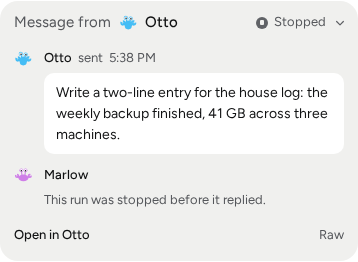 Message from Otto Stopped
Otto sent 5:38 PM
Write a two-line entry for the house log: the
weekly backup finished, 41 GB across three
machines.
Marlow
This run was stopped before it replied.
Open in Otto Raw